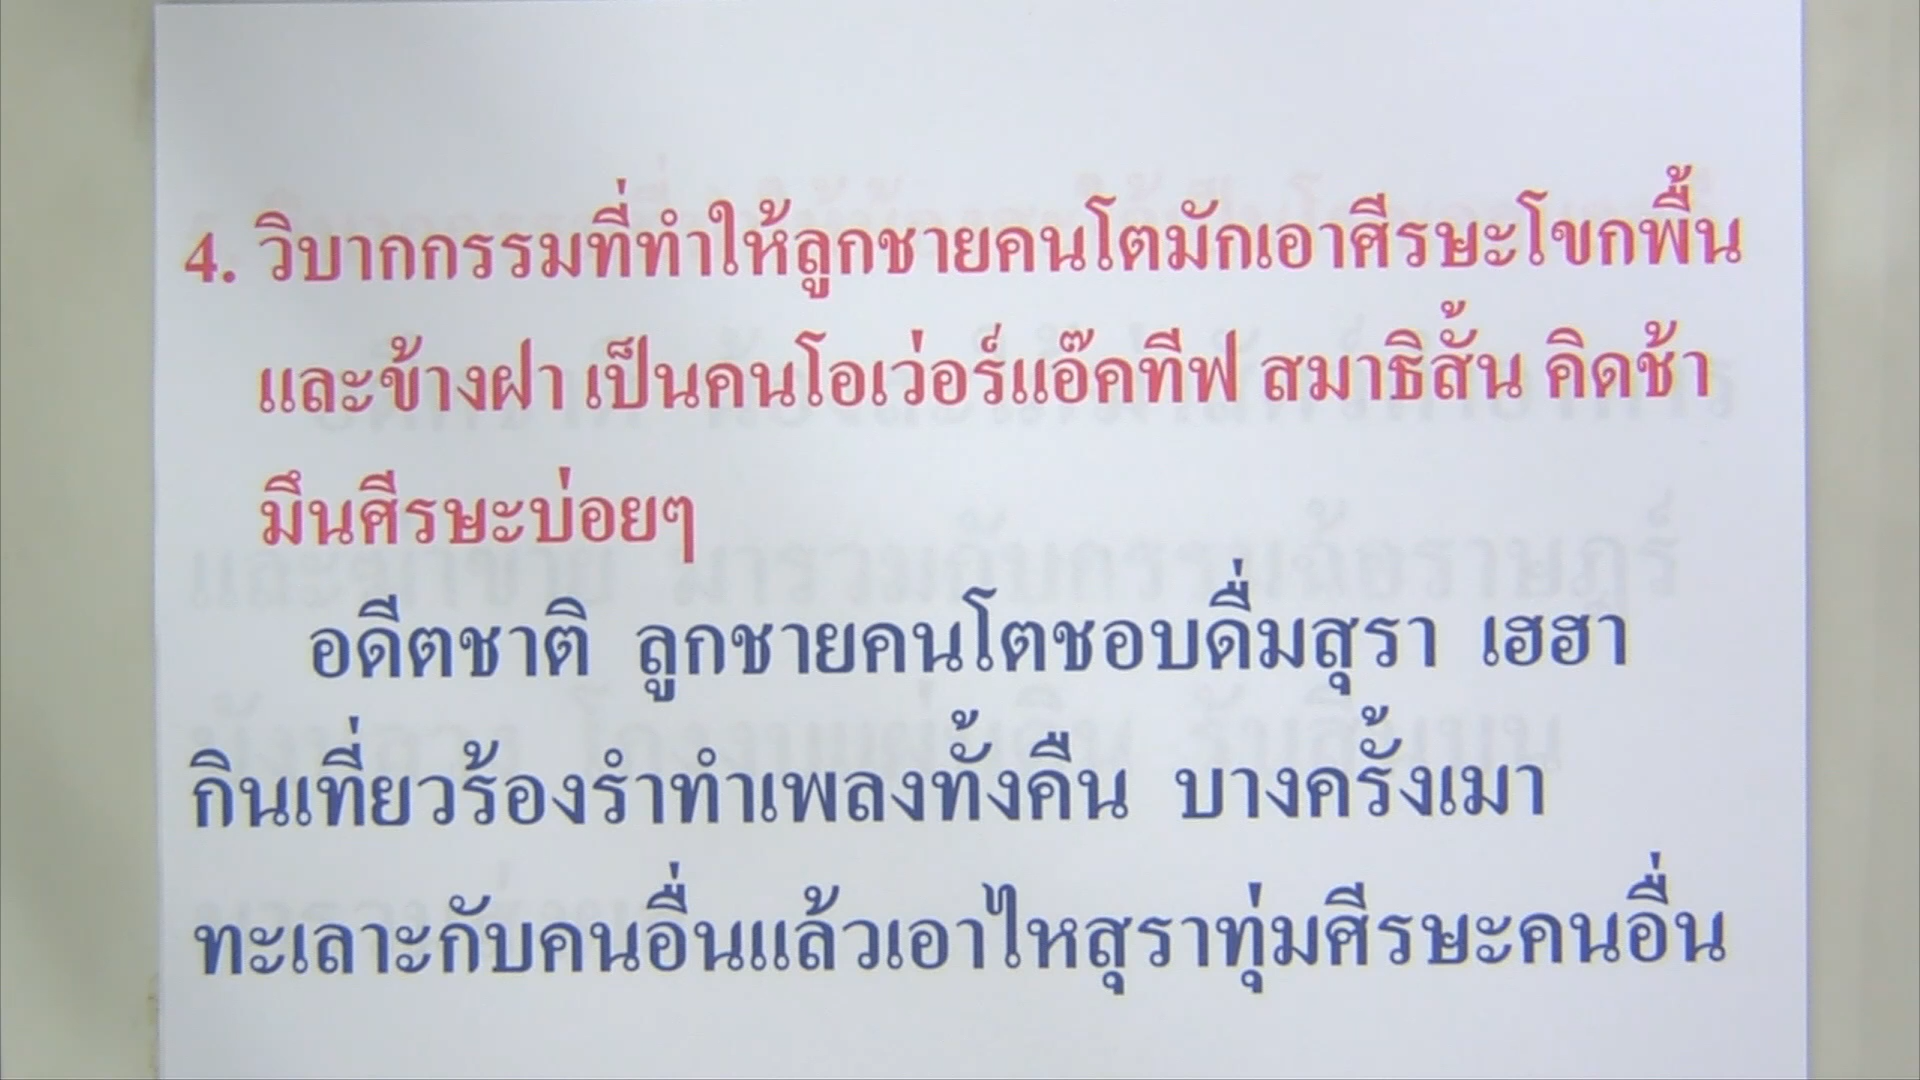 4. วิบากกรรมที่ทำให้ลูกชายคนโตมักเอาศีรษะโขกพื้น
และข้างฝา เป็นคนโอเว่อร์แอ๊คทีฟ สมาธิสั้น คิดช้า
มึนศีรษะบ่อยๆ
อดีตชาติ ลูกชายคนโตชอบดื่มสุรา เฮฮา
กินเที่ยวร้องรำทำเพลงทั้งคืน บางครั้งเมา
ทะเลาะกับคนอื่นแล้วเอาไหสุราทุ่มศีรษะคนอื่น